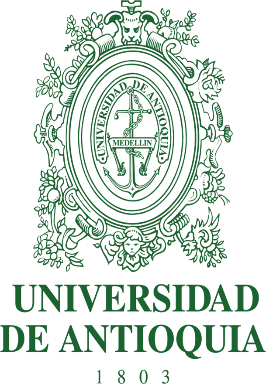 UNIVERSIDAD DE ANTIOQUIA
MEDELLIN
UNIVERSIDAD
DE ANTIOQUIA
1803